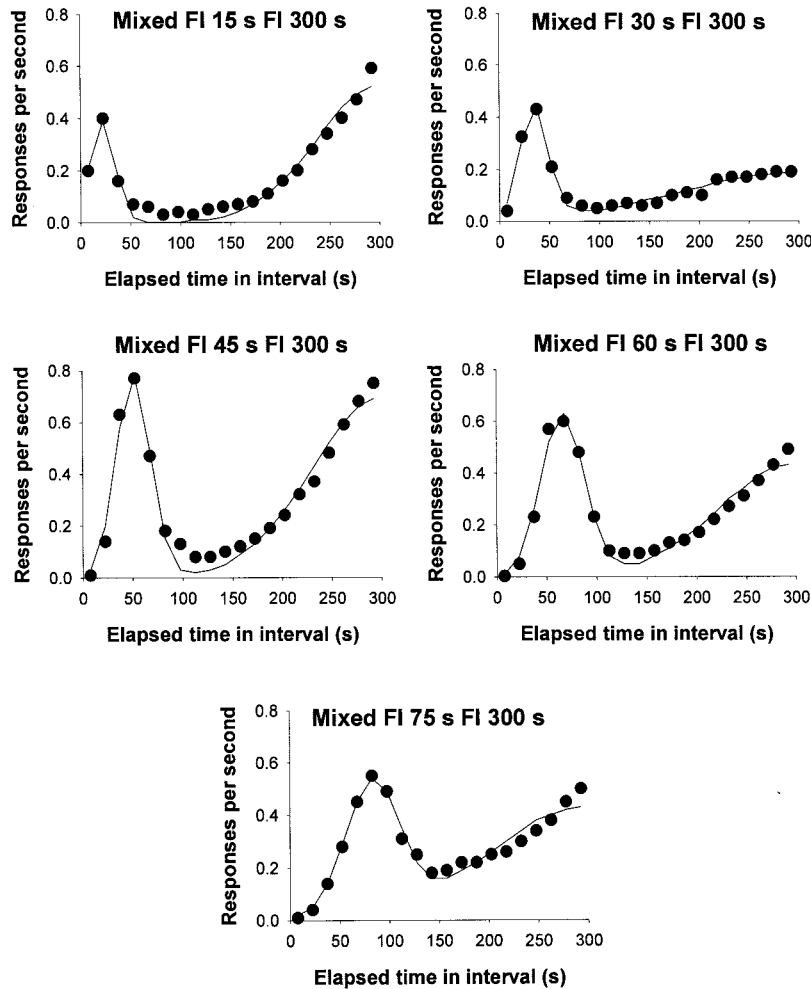 Mixed FI 15 s FI 300 s
Responses per second
0.8
0.6
0.4
0.2
0.0
0 50 100 150 200 250 300
Elapsed time in interval (s)
Mixed FI 30 s FI 300 s
Responses per second
0.8
0.6
0.4
0.2
0.0
0 50 100 150 200 250 300
Elapsed time in interval (s)
Mixed FI 45 s FI 300 s
Responses per second
0.8
0.6
0.4
0.2
0.0
0 50 100 150 200 250 300
Elapsed time in interval (s)
Mixed FI 60 s FI 300 s
Responses per second
0.8
0.6
0.4
0.2
0.0
0 50 100 150 200 250 300
Elapsed time in interval (s)
Mixed FI 75 s FI 300 s
Responses per second
0.8
0.6
0.4
0.2
0.0
0 50 100 150 200 250 300
Elapsed time in interval (s)